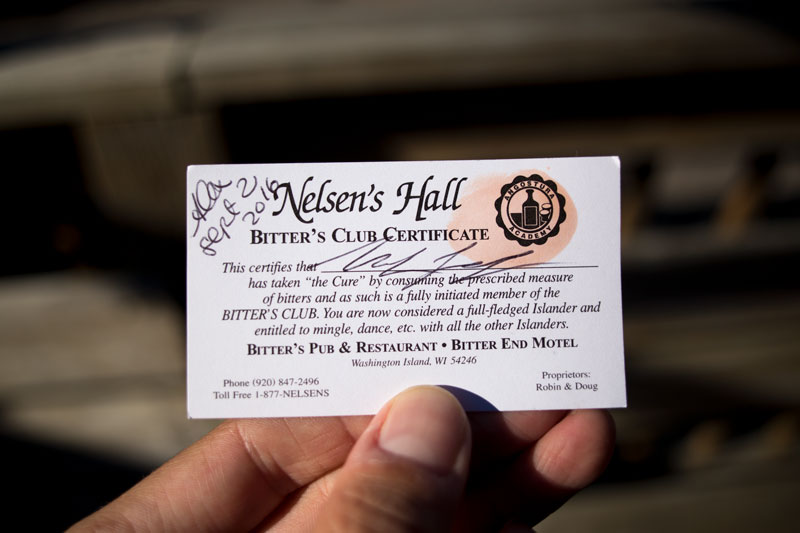 Sept 2
2016
Nelsen's Hall
ANGOSTURA
ACADEMY
BITTER'S CLUB CERTIFICATE
This certifies that
has taken "the Cure" by consuming the prescribed measure
of bitters and as such is a fully initiated member of the
BITTER'S CLUB. You are now considered a full-fledged Islander and
entitled to mingle, dance, etc. with all the other Islanders.
BITTER'S PUB & RESTAURANT • BITTER END MOTEL
Washington Island, WI 54246
Phone (920) 847-2496
Toll Free 1-877-NELSENS
Proprietors:
Robin & Doug